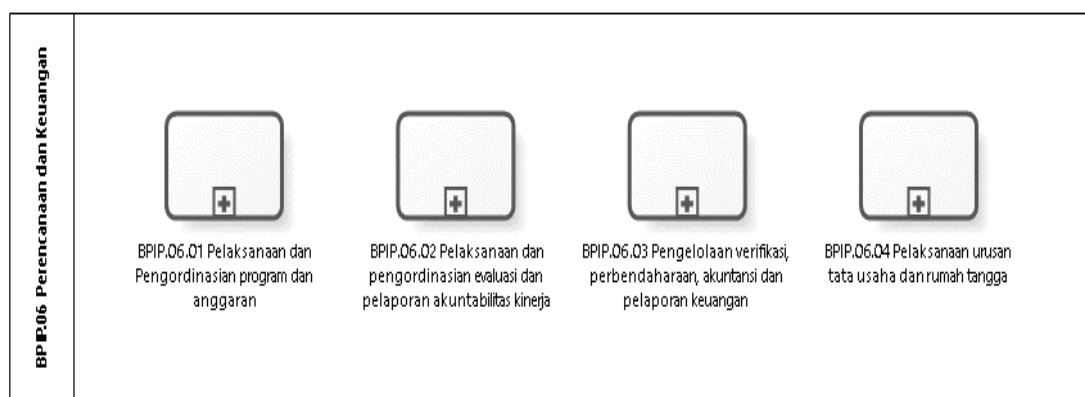 BPIP.06 Perencanaan dan Keuangan
BPIP.06.01 Pelaksanaan dan
Pengordinasian program dan
anggaran
BPIP.06.02 Pelaksanaan dan
pengordinasian evaluasi dan
pelaporan akuntabilitas kinerja
BPIP.06.03 Pengelolaan verifikasi,
perbendaharaan, akuntansi dan
pelaporan keuangan
BPIP.06.04 Pelaksanaan urusan
tata usaha dan rumah tangga